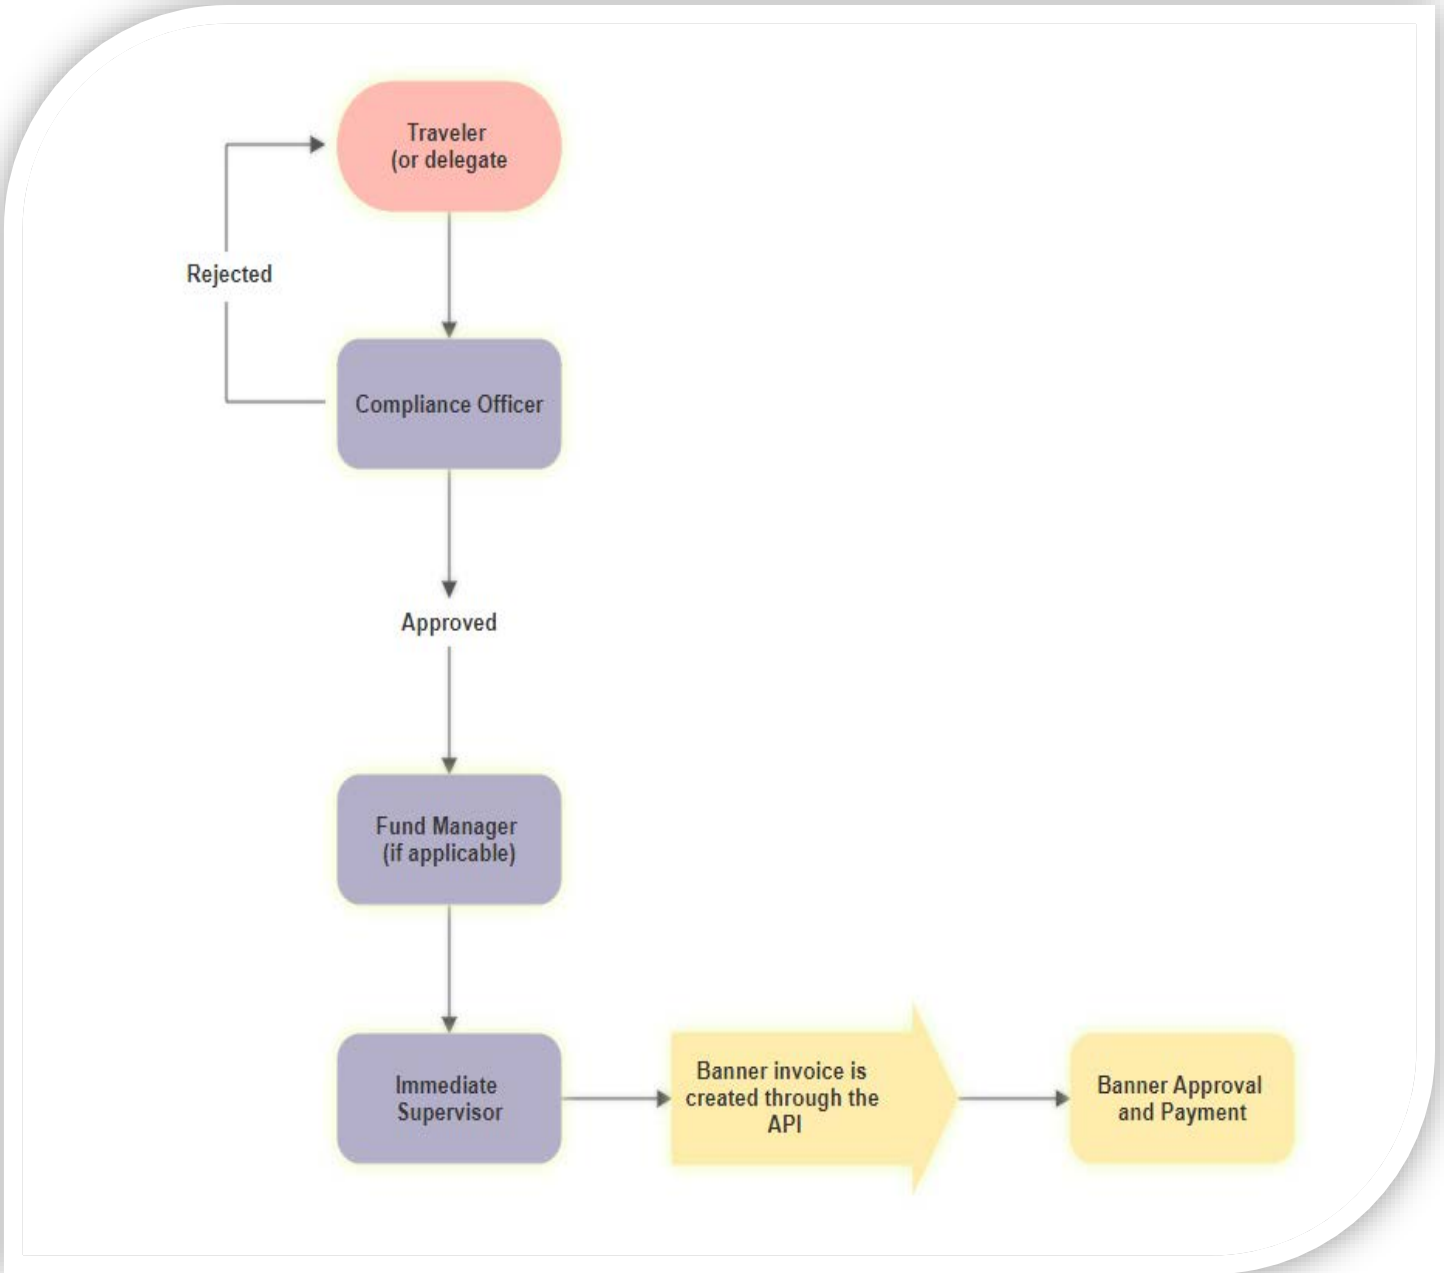 Traveler
(or delegate
Rejected
Compliance Officer
Approved
Fund Manager
(if applicable)
Immediate
Supervisor
Banner invoice is
created through the
API
Banner Approval
and Payment